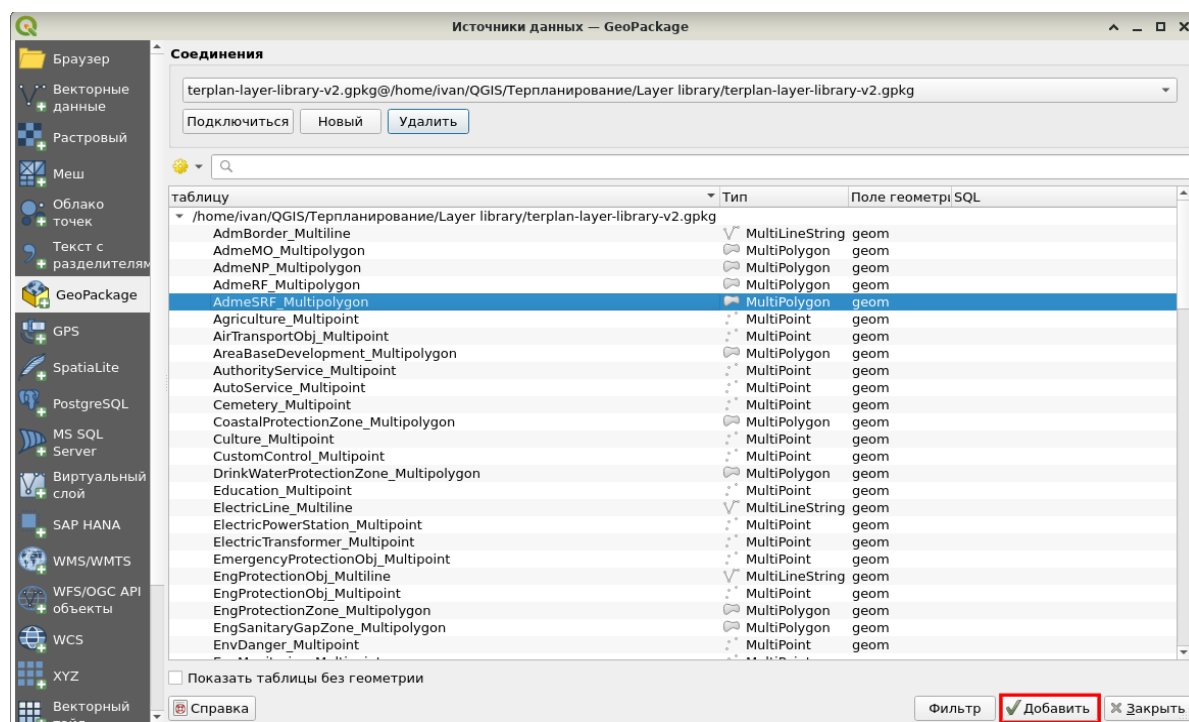 Источники данных — GeoPackage
Браузер
Векторные
данные
Растровый
Меш
Облако
точек
Текст с
разделителям
GeoPackage
GPS
SpatiaLite
PostgreSQL
MS SQL
Server
Виртуальный
слой
SAP HANA
WMS/WMTS
WFS/OGC API
объекты
WCS
XYZ
Векторный
Соединения
terplan-layer-library-v2.gpkg@/home/ivan/QGIS/Терпланирование/Layer library/terplan-layer-library-v2.gpkg
Подключиться Новый Удалить
таблицу Тип Поле геометрі SQL
/home/ivan/QGIS/Терпланирование/Layer library/terplan-layer-library-v2.gpkg
AdmBorder_Multiline MultiLineString geom
AdmeMO_Multipolygon MultiPolygon geom
AdmeNP_Multipolygon MultiPolygon geom
AdmeRF_Multipolygon MultiPolygon geom
AdmeSRF_Multipolygon MultiPolygon geom
Agriculture_Multipoint MultiPoint geom
AirTransportObj_Multipoint MultiPoint geom
AreaBaseDevelopment_Multipolygon MultiPolygon geom
AuthorityService_Multipoint MultiPoint geom
AutoService_Multipoint MultiPoint geom
Cemetery_Multipoint MultiPoint geom
CoastalProtectionZone_Multipolygon MultiPolygon geom
Culture_Multipoint MultiPoint geom
CustomControl_Multipoint MultiPoint geom
DrinkWaterProtectionZone_Multipolygon MultiPolygon geom
Education_Multipoint MultiPoint geom
ElectricLine_Multiline MultiLineString geom
ElectricPowerStation_Multipoint MultiPoint geom
ElectricTransformer_Multipoint MultiPoint geom
EmergencyProtectionObj_Multipoint MultiPoint geom
EngProtectionObj_Multiline MultiLineString geom
EngProtectionObj_Multipoint MultiPoint geom
EngProtectionZone_Multipolygon MultiPolygon geom
EngSanitaryGapZone_Multipolygon MultiPolygon geom
EnvDanger_Multipoint MultiPoint geom
Показать таблицы без геометрии
Справка Фильтр Добавить Закрыть